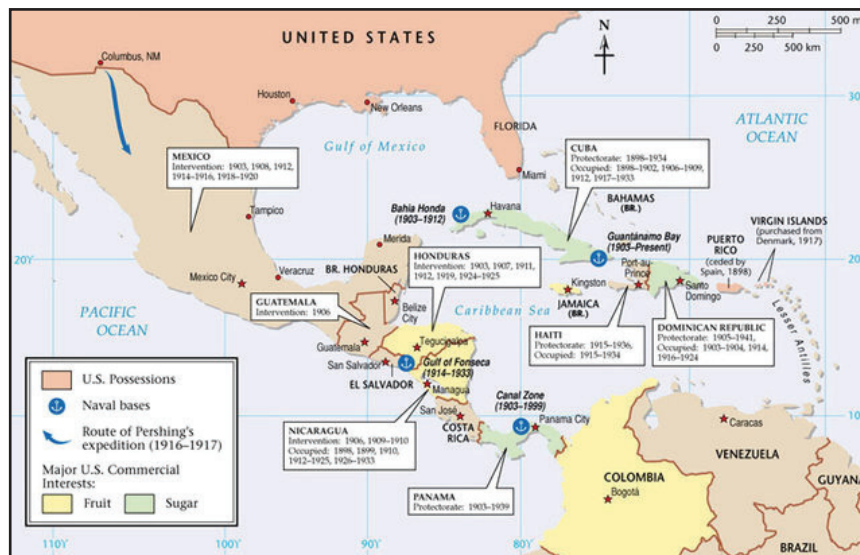 UNITED STATES
Columbus, NM
Houston
New Orleans
FLORIDA
Miami
Gulf of Mexico
ATLANTIC
OCEAN
0 250 500 m
0 250 500 km
N
30°
MEXICO
Intervention: 1903, 1908, 1912,
1914–1916, 1918–1920
CUBA
Protectorate: 1898–1934
Occupied: 1898–1902, 1906–1909,
1912, 1917–1933
Bahia Honda
(1903–1912)
Havana
BAHAMAS
(BR.)
Guantánamo Bay
(1903–Present)
VIRGIN ISLANDS
(purchased from
Denmark, 1917)
PUERTO
RICO
(ceded by
Spain, 1898)
Tampico
Merida
20°
Mexico City
Veracruz
BR. HONDURAS
HONDURAS
Intervention: 1903, 1907, 1911,
1912, 1919, 1924–1925
Port-au-
Prince
Kingston
JAMAICA
(BR.)
Santo
Domingo
Lesser Antilles
PACIFIC
OCEAN
GUATEMALA
Intervention: 1906
Belize
City
Caribbean Sea
HAITI
Protectorate: 1915–1936,
Occupied: 1915–1934
DOMINICAN REPUBLIC
Protectorate: 1905–1941,
Occupied: 1903–1904, 1914,
1916–1924
Guatemala
Tegucigalpa
San Salvador
EL SALVADOR
Gulf of Fonseca
(1914–1933)
Managua
Canal Zone
(1903–1999)
San José
COSTA
RICA
Panama City
10°
Caracas
NICARAGUA
Intervention: 1906, 1909–1910
Occupied: 1898, 1899, 1910,
1912–1925, 1926–1933
PANAMA
Protectorate: 1903–1939
COLOMBIA
Bogotá
VENEZUELA
GUYANA
BRAZIL
U.S. Possessions
Naval bases
Route of Pershing's
expedition (1916–1917)
Major U.S. Commercial
Interests:
Fruit
Sugar
110°
100°
90°
80°